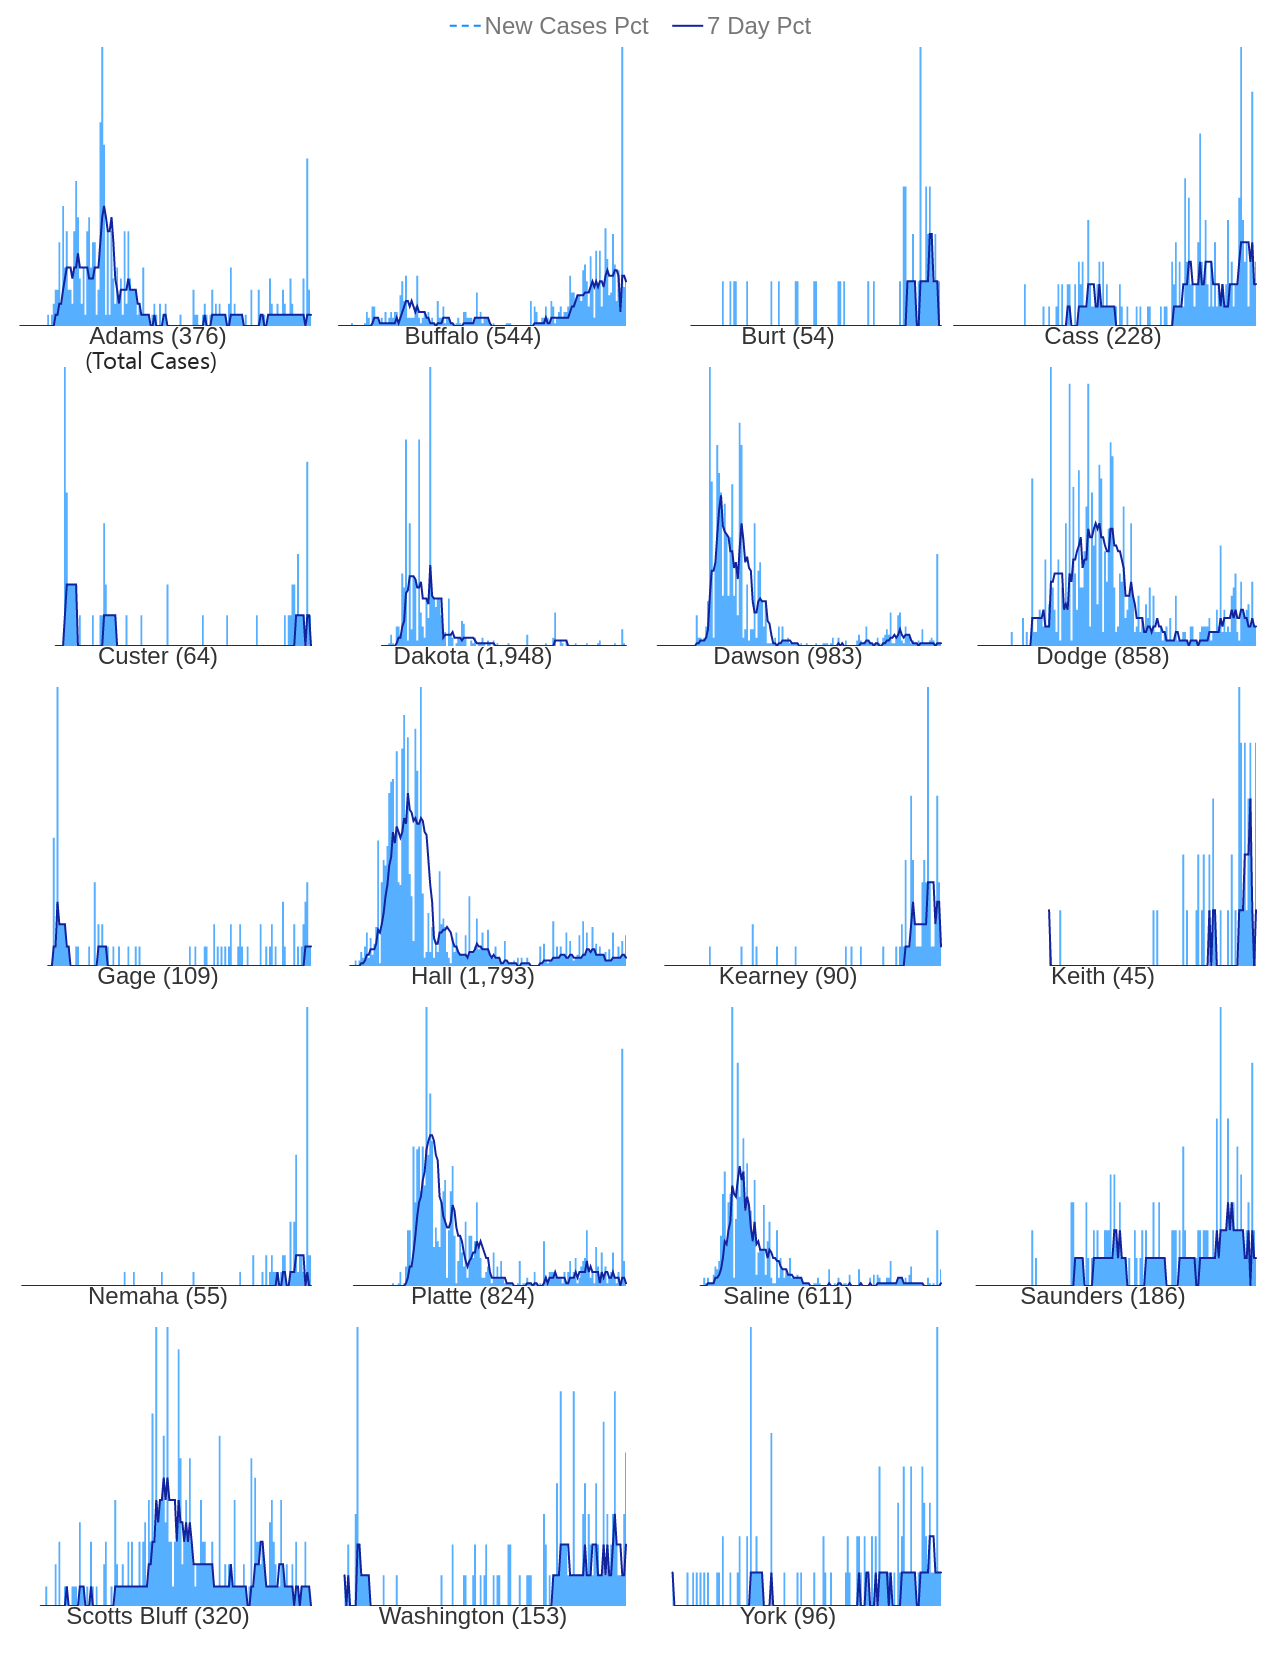 New Cases Pct 7 Day Pct
Adams (376) Buffalo (544) Burt (54) Cass (228)
(Total Cases)
Custer (64) Dakota (1,948) Dawson (983) Dodge (858)
Gage (109) Hall (1,793) Kearney (90) Keith (45)
Nemaha (55) Platte (824) Saline (611) Saunders (186)
Scotts Bluff (320) Washington (153) York (96)